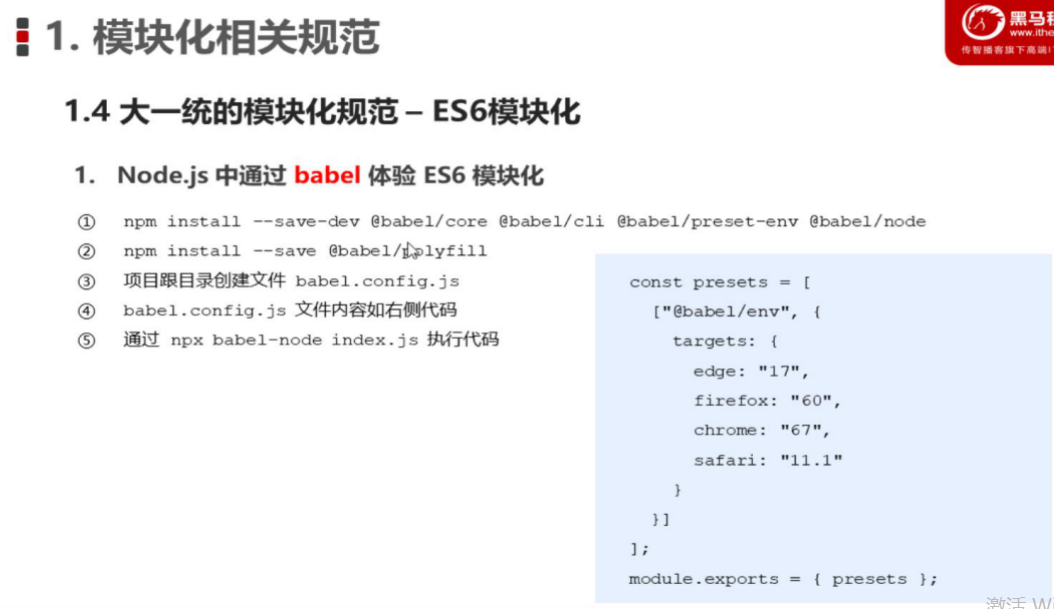 1. 模块化相关规范
黑马
www.ithe
传智播客旗下高端I
1.4 大一统的模块化规范 – ES6模块化
1. Node.js 中通过 babel 体验 ES6 模块化
① npm install --save-dev @babel/core @babel/cli @babel/preset-env @babel/node
② npm install --save @babel/polyfill
③ 项目跟目录创建文件 babel.config.js
④ babel.config.js 文件内容如右侧代码
⑤ 通过 npx babel-node index.js 执行代码
const presets = [
["@babel/env", {
targets: {
edge: "17",
firefox: "60",
chrome: "67",
safari: "11.1"
}
}]
];
module.exports = { presets };
激活 Wi